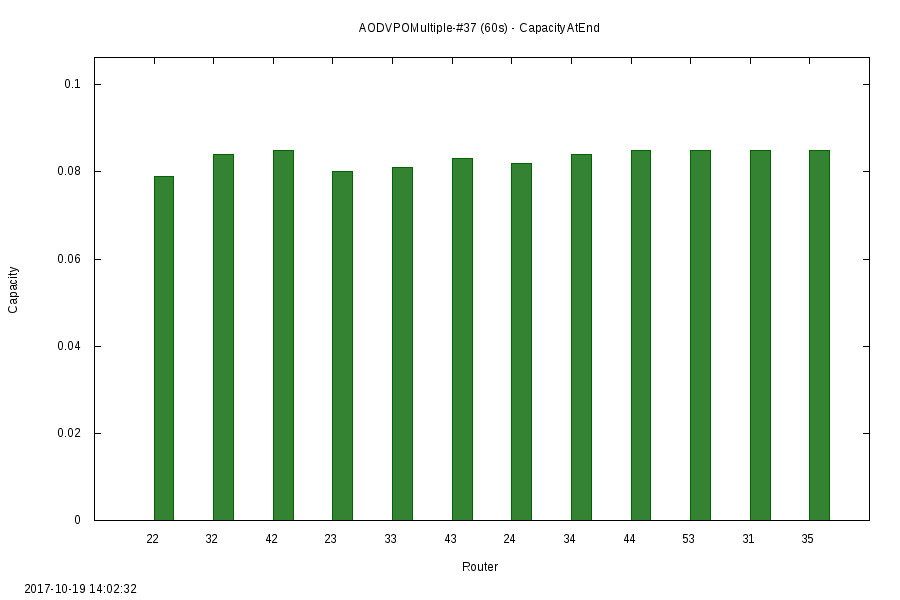 AODVPOMultiple-#37 (60s) - CapacityAtEnd
0.1
0.08
0.06
0.04
0.02
0
Capacity
22 32 42 23 33 43 24 34 44 53 31 35
Router
2017-10-19 14:02:32